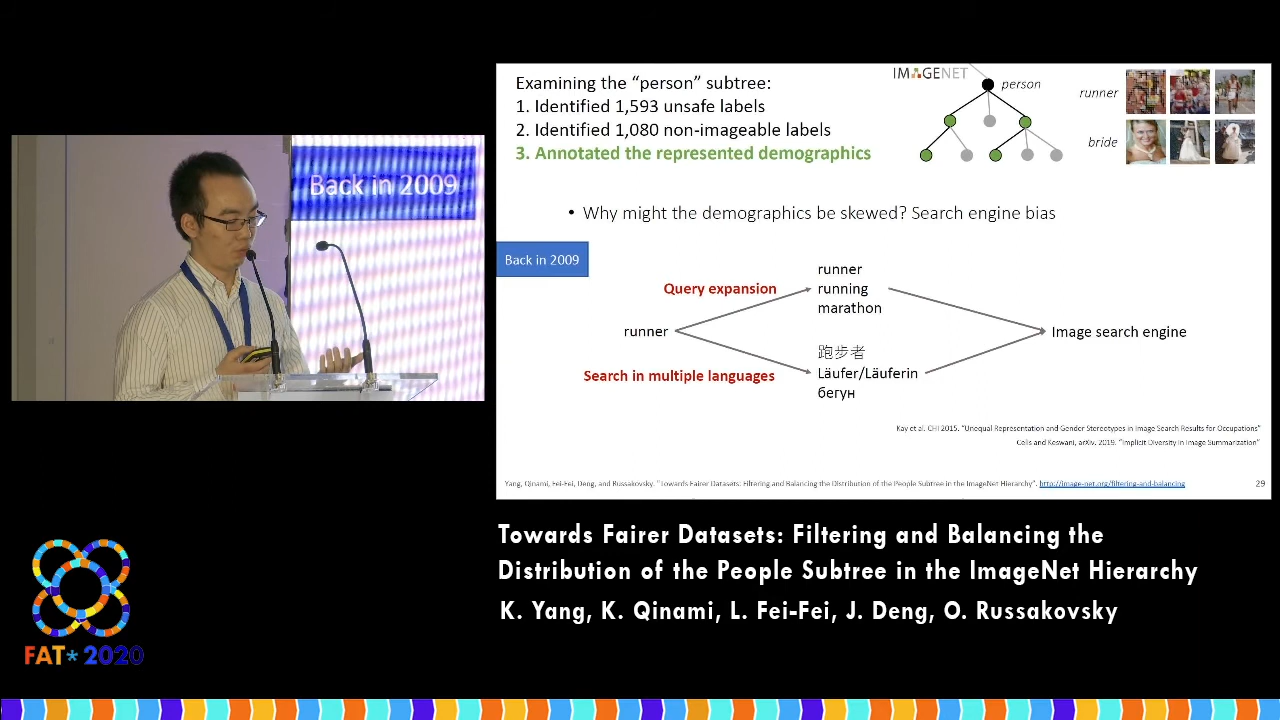 Back in 2009
Examining the “person” subtree:
1. Identified 1,593 unsafe labels
2. Identified 1,080 non-imageable labels
3. Annotated the represented demographics
IMAGENET
person
runner
bride
• Why might the demographics be skewed? Search engine bias
Back in 2009
Query expansion
runner
running
marathon
runner
Image search engine
Search in multiple languages
跑步者
Läufer/Läuferin
бегун
Kay et al. CHI 2015. “Unequal Representation and Gender Stereotypes in Image Search Results for Occupations”
Celis and Keswani, arXiv. 2019. “Implicit Diversity in Image Summarization”
Yang, Qinami, Fei-Fei, Deng, and Russakovsky. “Towards Fairer Datasets: Filtering and Balancing the Distribution of the People Subtree in the ImageNet Hierarchy”. http://image-net.org/filtering-and-balancing
29
Towards Fairer Datasets: Filtering and Balancing the
Distribution of the People Subtree in the ImageNet Hierarchy
K. Yang, K. Qinami, L. Fei-Fei, J. Deng, O. Russakovsky
FAT* 2020